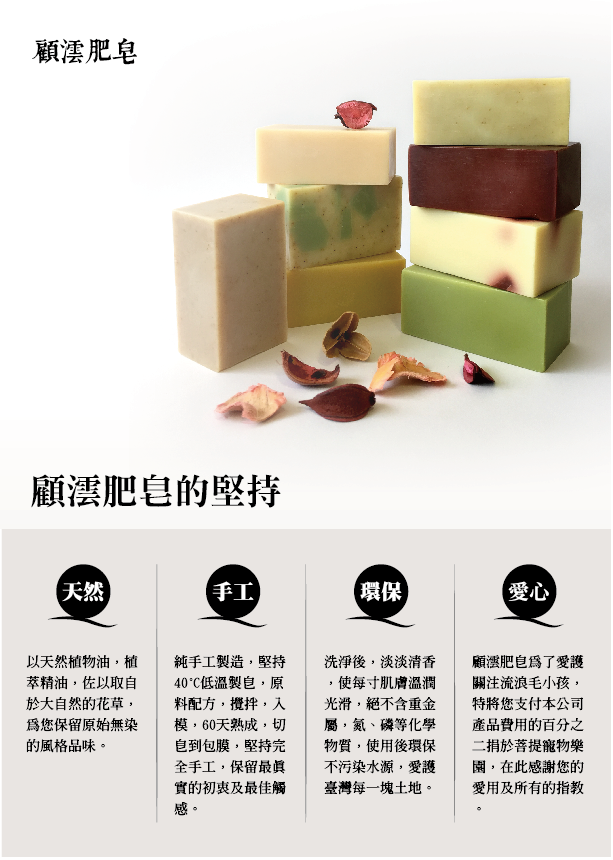 顧澐肥皂
顧澐肥皂的堅持
天然
以天然植物油，植
萃精油，佐以取自
於大自然的花草，
為您保留原始無染
的風格品味。
手工
純手工製造，堅持
40℃低溫製皂，原
料配方，攪拌，入
模，60天熟成，切
皂到包膜，堅持完
全手工，保留最真
實的初衷及最佳觸
感。
環保
洗淨後，淡淡清香
，使每寸肌膚溫潤
光滑，絕不含重金
屬，氮、磷等化學
物質，使用後環保
不污染水源，愛護
臺灣每一塊土地。
愛心
顧澐肥皂為了愛護
關注流浪毛小孩，
特將您支付本公司
產品費用的百分之
二捐於菩提寵物樂
園，在此感謝您的
愛用及所有的指教
。